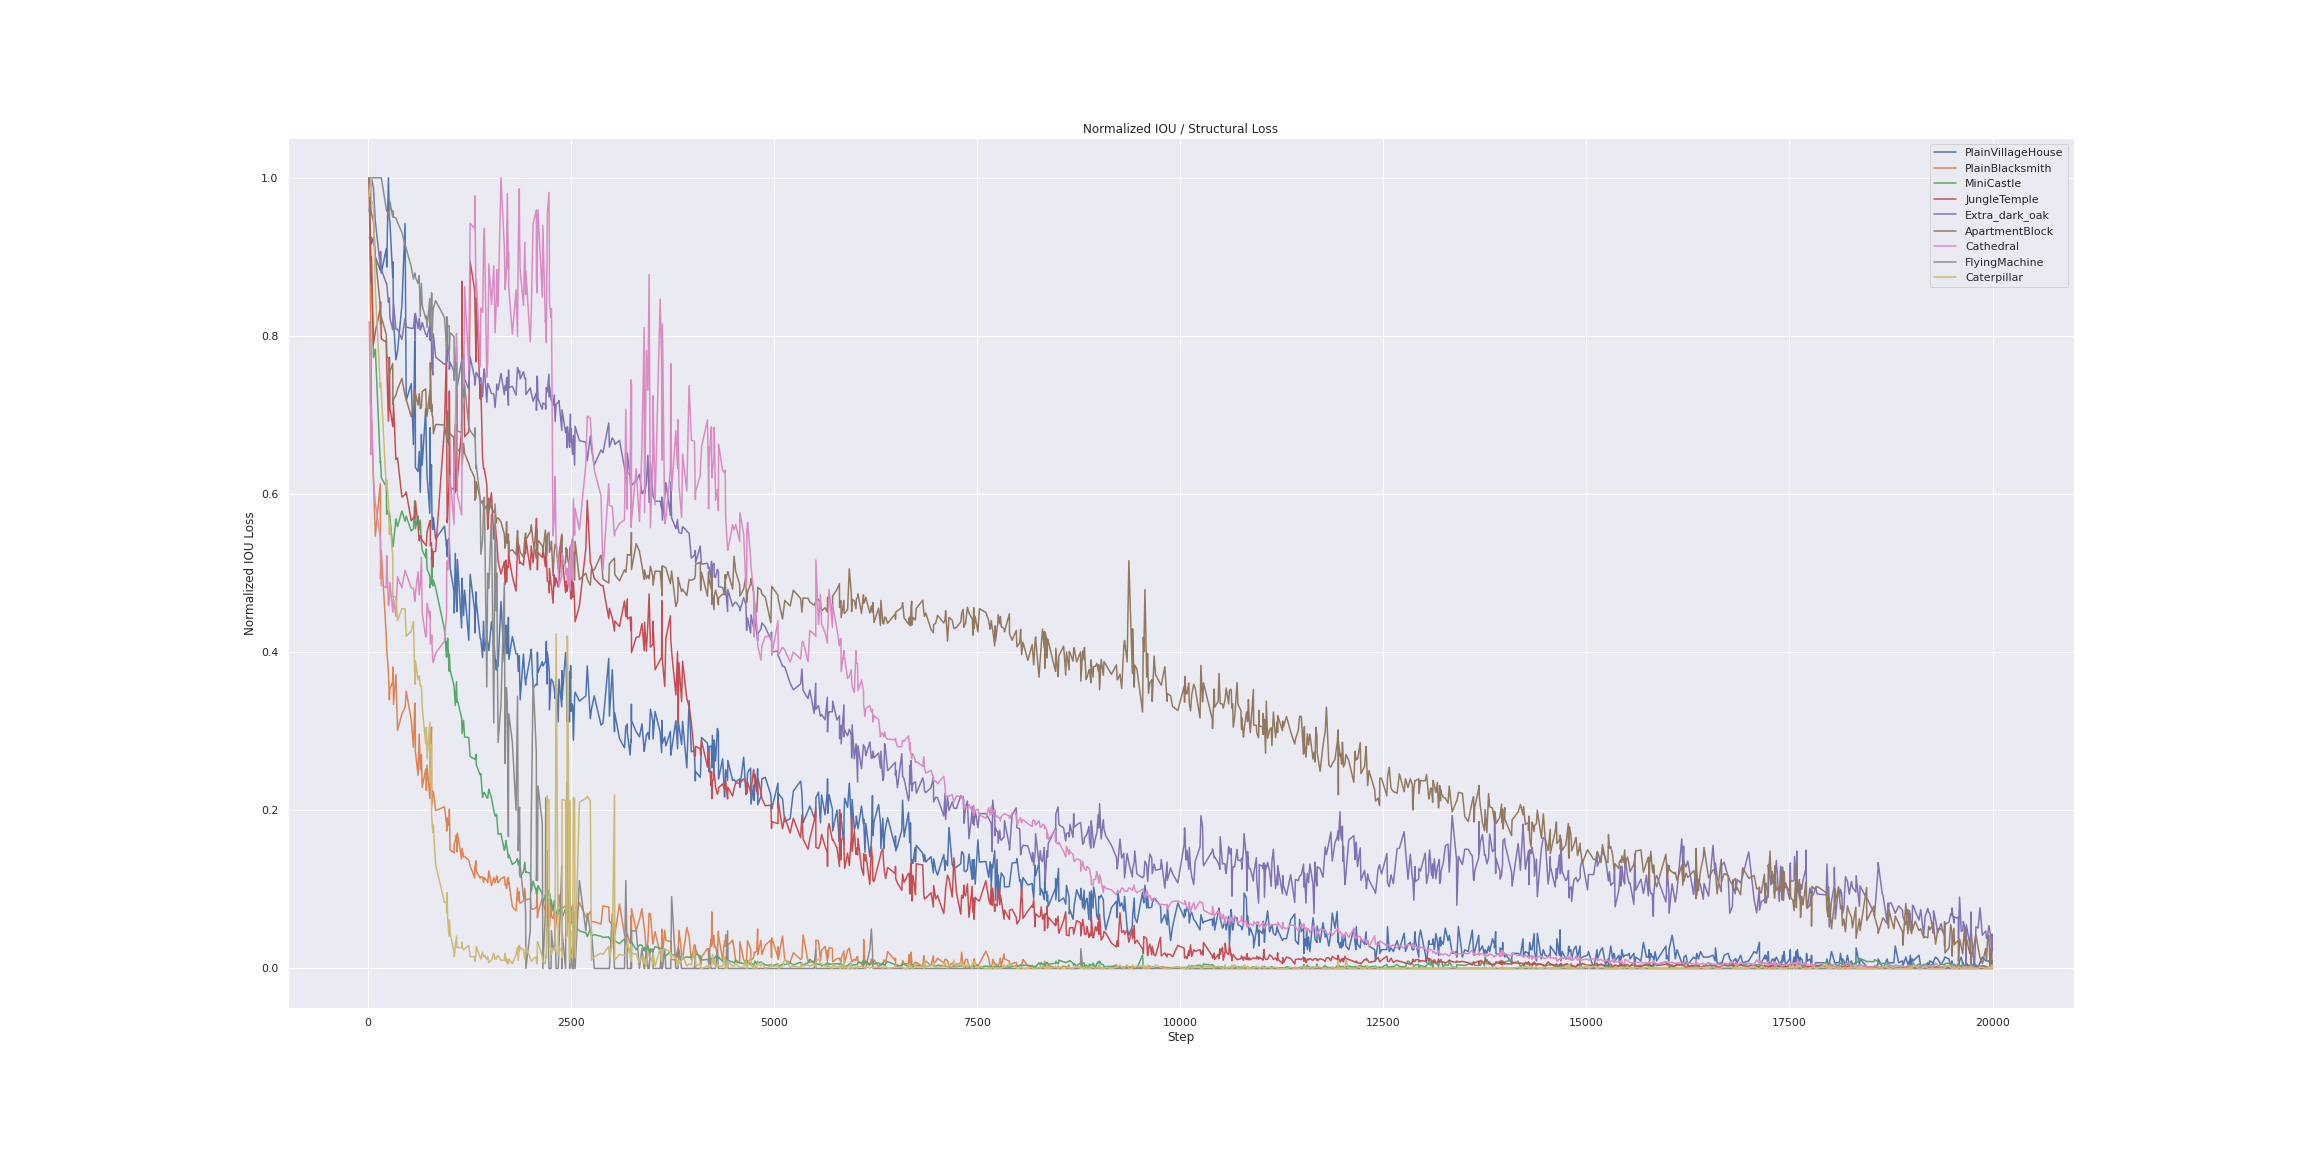 Normalized IOU / Structural Loss
PlainVillageHouse
PlainBlacksmith
MiniCastle
JungleTemple
Extra_dark_oak
ApartmentBlock
Cathedral
FlyingMachine
Caterpillar
Normalized IOU Loss
1.0
0.8
0.6
0.4
0.2
0.0
0 2500 5000 7500 10000 12500 15000 17500 20000
Step